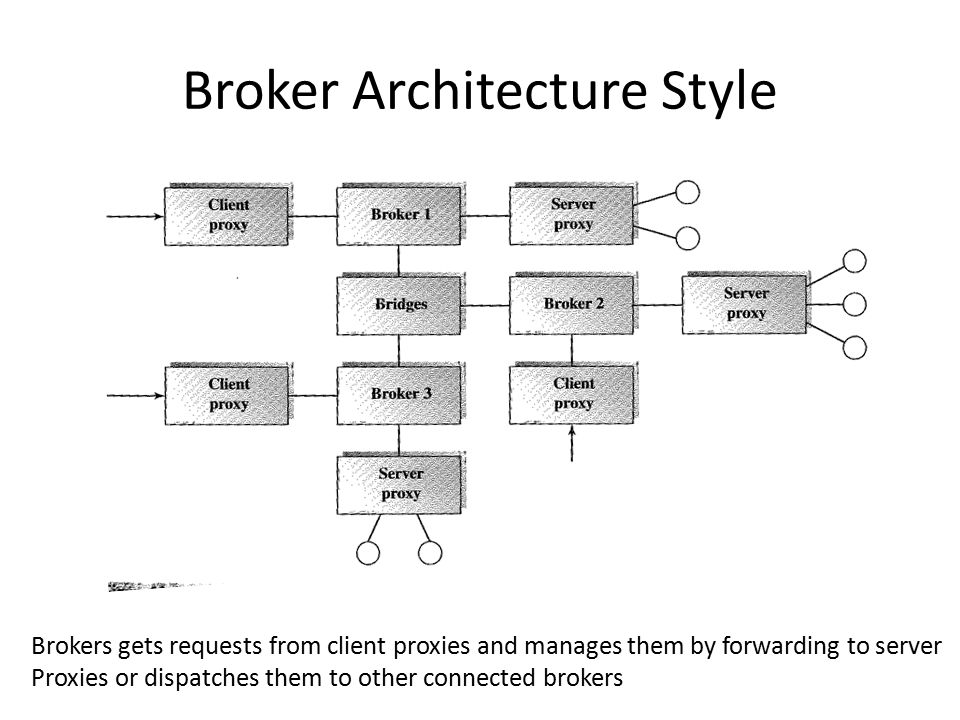 Broker Architecture Style
Client
proxy
Broker 1
Server
proxy
Bridges
Broker 2
Server
proxy
Client
proxy
Broker 3
Client
proxy
Server
proxy
Brokers gets requests from client proxies and manages them by forwarding to server
Proxies or dispatches them to other connected brokers